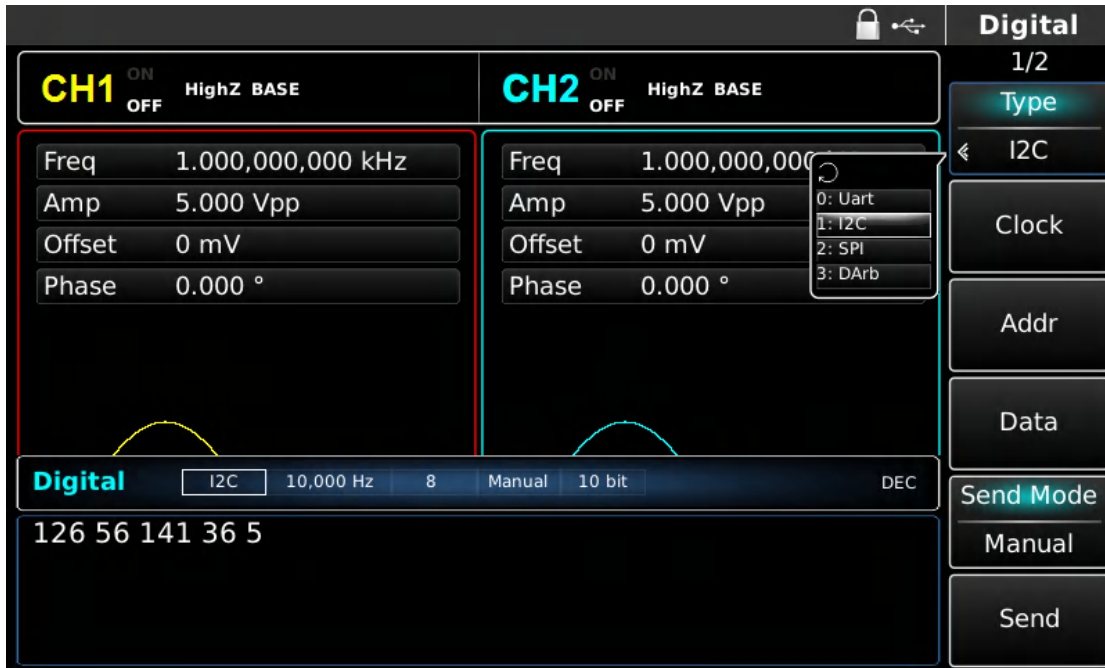 Digital
1/2
CH1 ON OFF HighZ BASE
CH2 ON OFF HighZ BASE
Type
I2C
Freq 1.000,000,000 kHz
Amp 5.000 Vpp
Offset 0 mV
Phase 0.000 °
Freq 1.000,000,000
Amp 5.000 Vpp
Offset 0 mV
Phase 0.000 °
0: Uart
1: I2C
2: SPI
3: DArb
Clock
Addr
Data
Digital I2C 10,000 Hz 8 Manual 10 bit DEC
126 56 141 36 5
Send Mode
Manual
Send